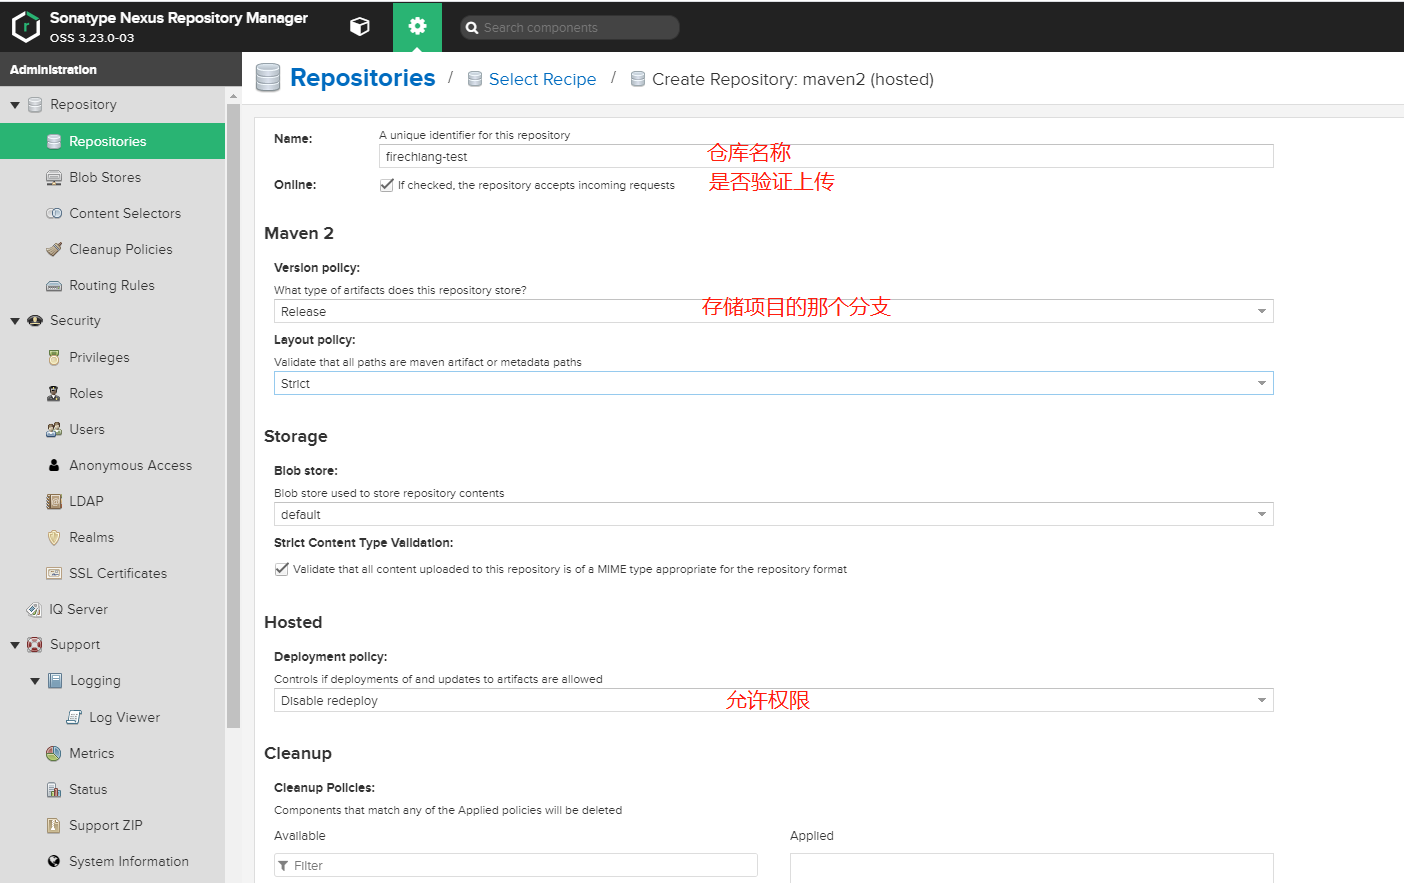 Sonatype Nexus Repository Manager
OSS 3.23.0-03
Search components
Administration
Repository
Repositories
Blob Stores
Content Selectors
Cleanup Policies
Routing Rules
Security
Privileges
Roles
Users
Anonymous Access
LDAP
Realms
SSL Certificates
IQ Server
Support
Logging
Log Viewer
Metrics
Status
Support ZIP
System Information
Repositories / Select Recipe / Create Repository: maven2 (hosted)
Name: A unique identifier for this repository
firechiang-test 仓库名称
Online: If checked, the repository accepts incoming requests 是否验证上传
Maven 2
Version policy:
What type of artifacts does this repository store?
Release 存储项目的那个分支
Layout policy:
Validate that all paths are maven artifact or metadata paths
Strict
Storage
Blob store:
Blob store used to store repository contents
default
Strict Content Type Validation:
Validate that all content uploaded to this repository is of a MIME type appropriate for the repository format
Hosted
Deployment policy:
Controls if deployments of and updates to artifacts are allowed
Disable redeploy 允许权限
Cleanup
Cleanup Policies:
Components that match any of the Applied policies will be deleted
Available Applied
Filter